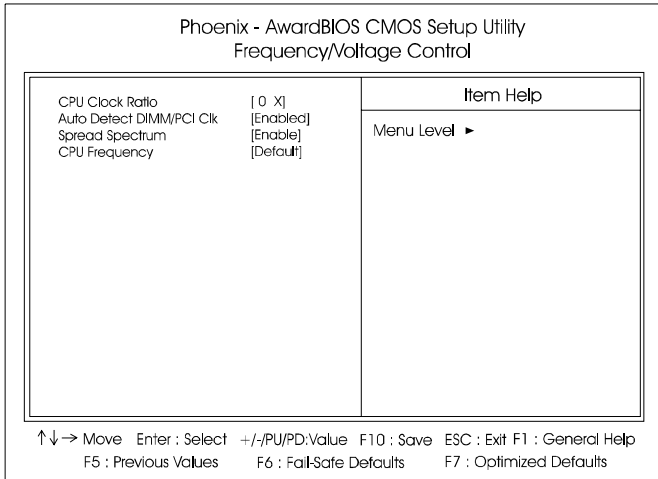 Phoenix - AwardBIOS CMOS Setup Utility
Frequency/Voltage Control
CPU Clock Ratio [ 0 X]
Auto Detect DIMM/PCI Clk [Enabled]
Spread Spectrum [Enable]
CPU Frequency [Default]
Item Help
Menu Level ►
↑↓→ Move Enter : Select +/-/PU/PD:Value F10 : Save ESC : Exit F1 : General Help
F5 : Previous Values F6 : Fail-Safe Defaults F7 : Optimized Defaults